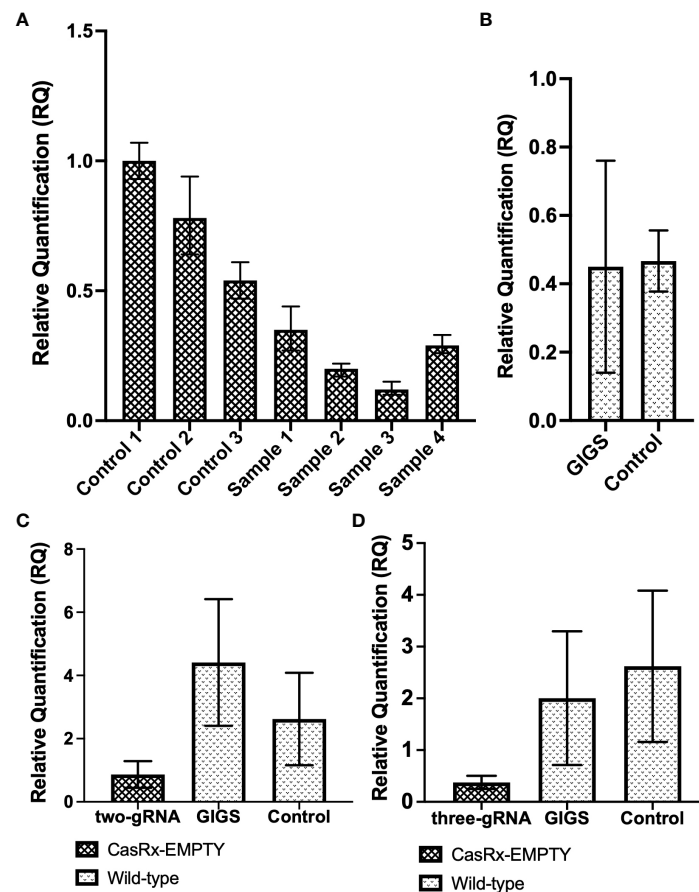 A
Relative Quantification (RQ)
1.5
1.0
0.5
0.0
Control 1
Control 2
Control 3
Sample 1
Sample 2
Sample 3
Sample 4
B
Relative Quantification (RQ)
1.0
0.8
0.6
0.4
0.2
0.0
GIGS
Control
C
Relative Quantification (RQ)
8
6
4
2
0
two-gRNA GIGS Control
CasRx-EMPTY
Wild-type
D
Relative Quantification (RQ)
5
4
3
2
1
0
three-gRNA GIGS Control
CasRx-EMPTY
Wild-type